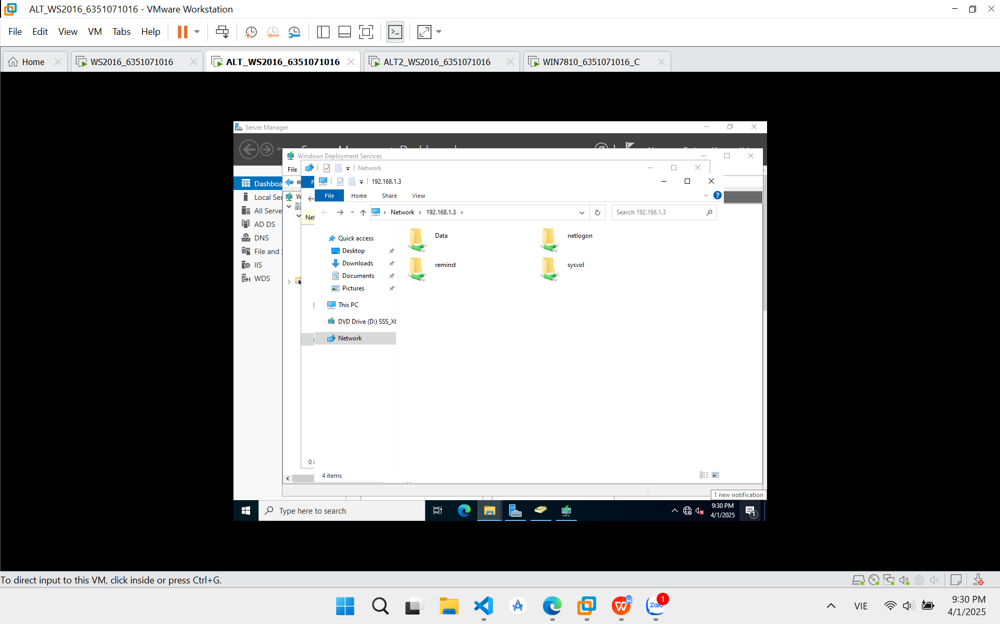 ALT_WS2016_6351071016 - VMware Workstation
File Edit View VM Tabs Help
Home WS2016_6351071016 ALT_WS2016_6351071016 ALT2_WS2016_6351071016 WIN7810_6351071016_C
Server Manager
Windows Deployment Services
File
Network
192.168.1.3
File Home Share View
Network 192.168.1.3
Search 192.168.1.3
Dashboa
Local Ser
All Serve
AD DS
DNS
File and
IIS
WDS
W
Net
Quick access
Desktop
Downloads
Documents
Pictures
This PC
DVD Drive (D:) SSS_X6
Network
Data
netlogon
reminst
sysvol
0 i
4 items
1 new notification
Type here to search
9:30 PM
4/1/2025
1
To direct input to this VM, click inside or press Ctrl+G.
Zalo
1
VIE
9:30 PM
4/1/2025